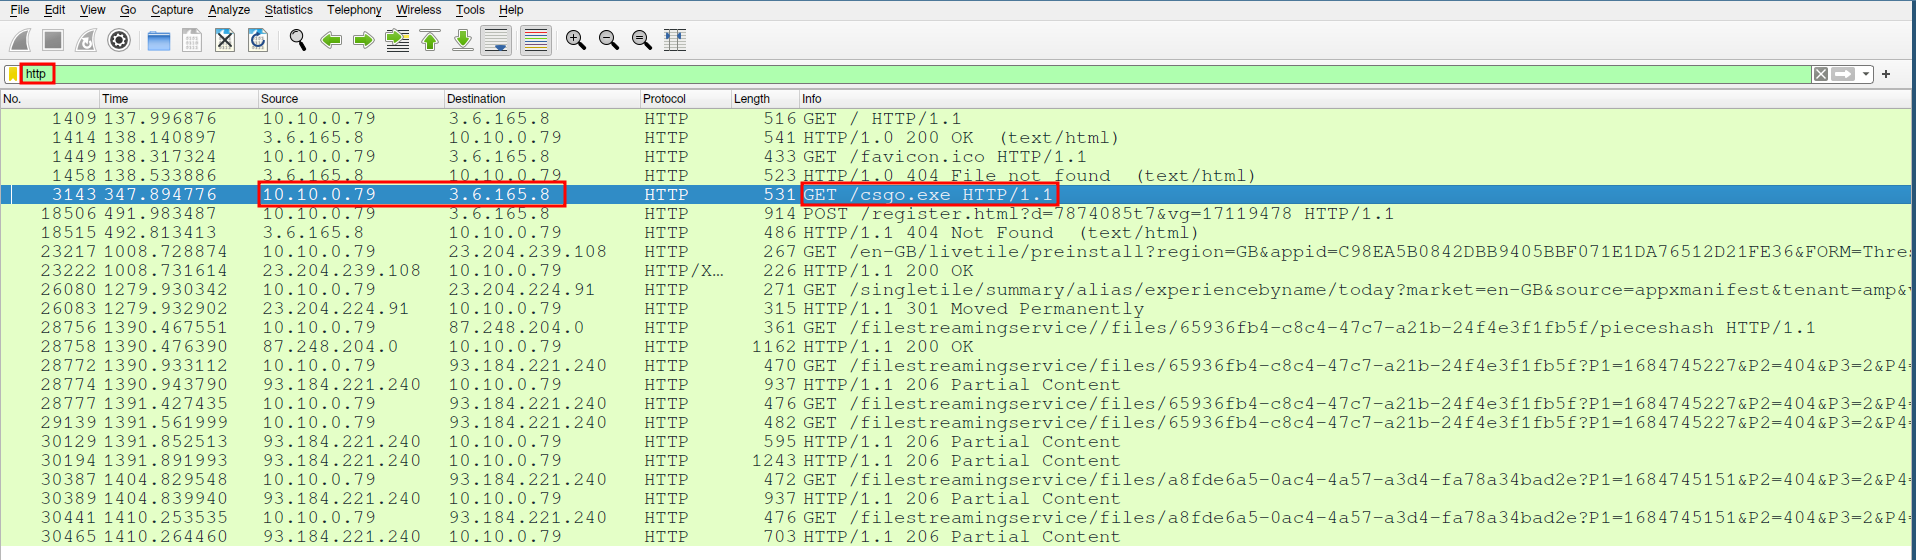 File Edit View Go Capture Analyze Statistics Telephony Wireless Tools Help
http
No. Time Source Destination Protocol Length Info
1409 137.996876 10.10.0.79 3.6.165.8 HTTP 516 GET / HTTP/1.1
1414 138.140897 3.6.165.8 10.10.0.79 HTTP 541 HTTP/1.0 200 OK (text/html)
1449 138.317324 10.10.0.79 3.6.165.8 HTTP 433 GET /favicon.ico HTTP/1.1
1458 138.533886 3.6.165.8 10.10.0.79 HTTP 523 HTTP/1.0 404 File not found (text/html)
3143 347.894776 10.10.0.79 3.6.165.8 HTTP 531 GET /csgo.exe HTTP/1.1
18506 491.983487 10.10.0.79 3.6.165.8 HTTP 914 POST /register.html?d=7874085t7&vg=17119478 HTTP/1.1
18515 492.813413 3.6.165.8 10.10.0.79 HTTP 486 HTTP/1.1 404 Not Found (text/html)
23217 1008.728874 10.10.0.79 23.204.239.108 HTTP 267 GET /en-GB/livetile/preinstall?region=GB&appid=C98EA5B0842DBB9405BBF071E1DA76512D21FE36&FORM=Thre
23222 1008.731614 23.204.239.108 10.10.0.79 HTTP/X… 226 HTTP/1.1 200 OK
26080 1279.930342 10.10.0.79 23.204.224.91 HTTP 271 GET /singletile/summary/alias/experiencebyname/today?market=en-GB&source=appxmanifest&tenant=amp&v
26083 1279.932902 23.204.224.91 10.10.0.79 HTTP 315 HTTP/1.1 301 Moved Permanently
28756 1390.467551 10.10.0.79 87.248.204.0 HTTP 361 GET /filestreamingservice//files/65936fb4-c8c4-47c7-a21b-24f4e3f1fb5f/pieceshash HTTP/1.1
28758 1390.476390 87.248.204.0 10.10.0.79 HTTP 1162 HTTP/1.1 200 OK
28772 1390.933112 10.10.0.79 93.184.221.240 HTTP 470 GET /filestreamingservice/files/65936fb4-c8c4-47c7-a21b-24f4e3f1fb5f?P1=1684745227&P2=404&P3=2&P4=
28774 1390.943790 93.184.221.240 10.10.0.79 HTTP 937 HTTP/1.1 206 Partial Content
28777 1391.427435 10.10.0.79 93.184.221.240 HTTP 476 GET /filestreamingservice/files/65936fb4-c8c4-47c7-a21b-24f4e3f1fb5f?P1=1684745227&P2=404&P3=2&P4=
29139 1391.561999 10.10.0.79 93.184.221.240 HTTP 482 GET /filestreamingservice/files/65936fb4-c8c4-47c7-a21b-24f4e3f1fb5f?P1=1684745227&P2=404&P3=2&P4=
30129 1391.852513 93.184.221.240 10.10.0.79 HTTP 595 HTTP/1.1 206 Partial Content
30194 1391.891993 93.184.221.240 10.10.0.79 HTTP 1243 HTTP/1.1 206 Partial Content
30387 1404.829548 10.10.0.79 93.184.221.240 HTTP 472 GET /filestreamingservice/files/a8fde6a5-0ac4-4a57-a3d4-fa78a34bad2e?P1=1684745151&P2=404&P3=2&P4=
30389 1404.839940 93.184.221.240 10.10.0.79 HTTP 937 HTTP/1.1 206 Partial Content
30441 1410.253535 10.10.0.79 93.184.221.240 HTTP 476 GET /filestreamingservice/files/a8fde6a5-0ac4-4a57-a3d4-fa78a34bad2e?P1=1684745151&P2=404&P3=2&P4=
30465 1410.264460 93.184.221.240 10.10.0.79 HTTP 703 HTTP/1.1 206 Partial Content